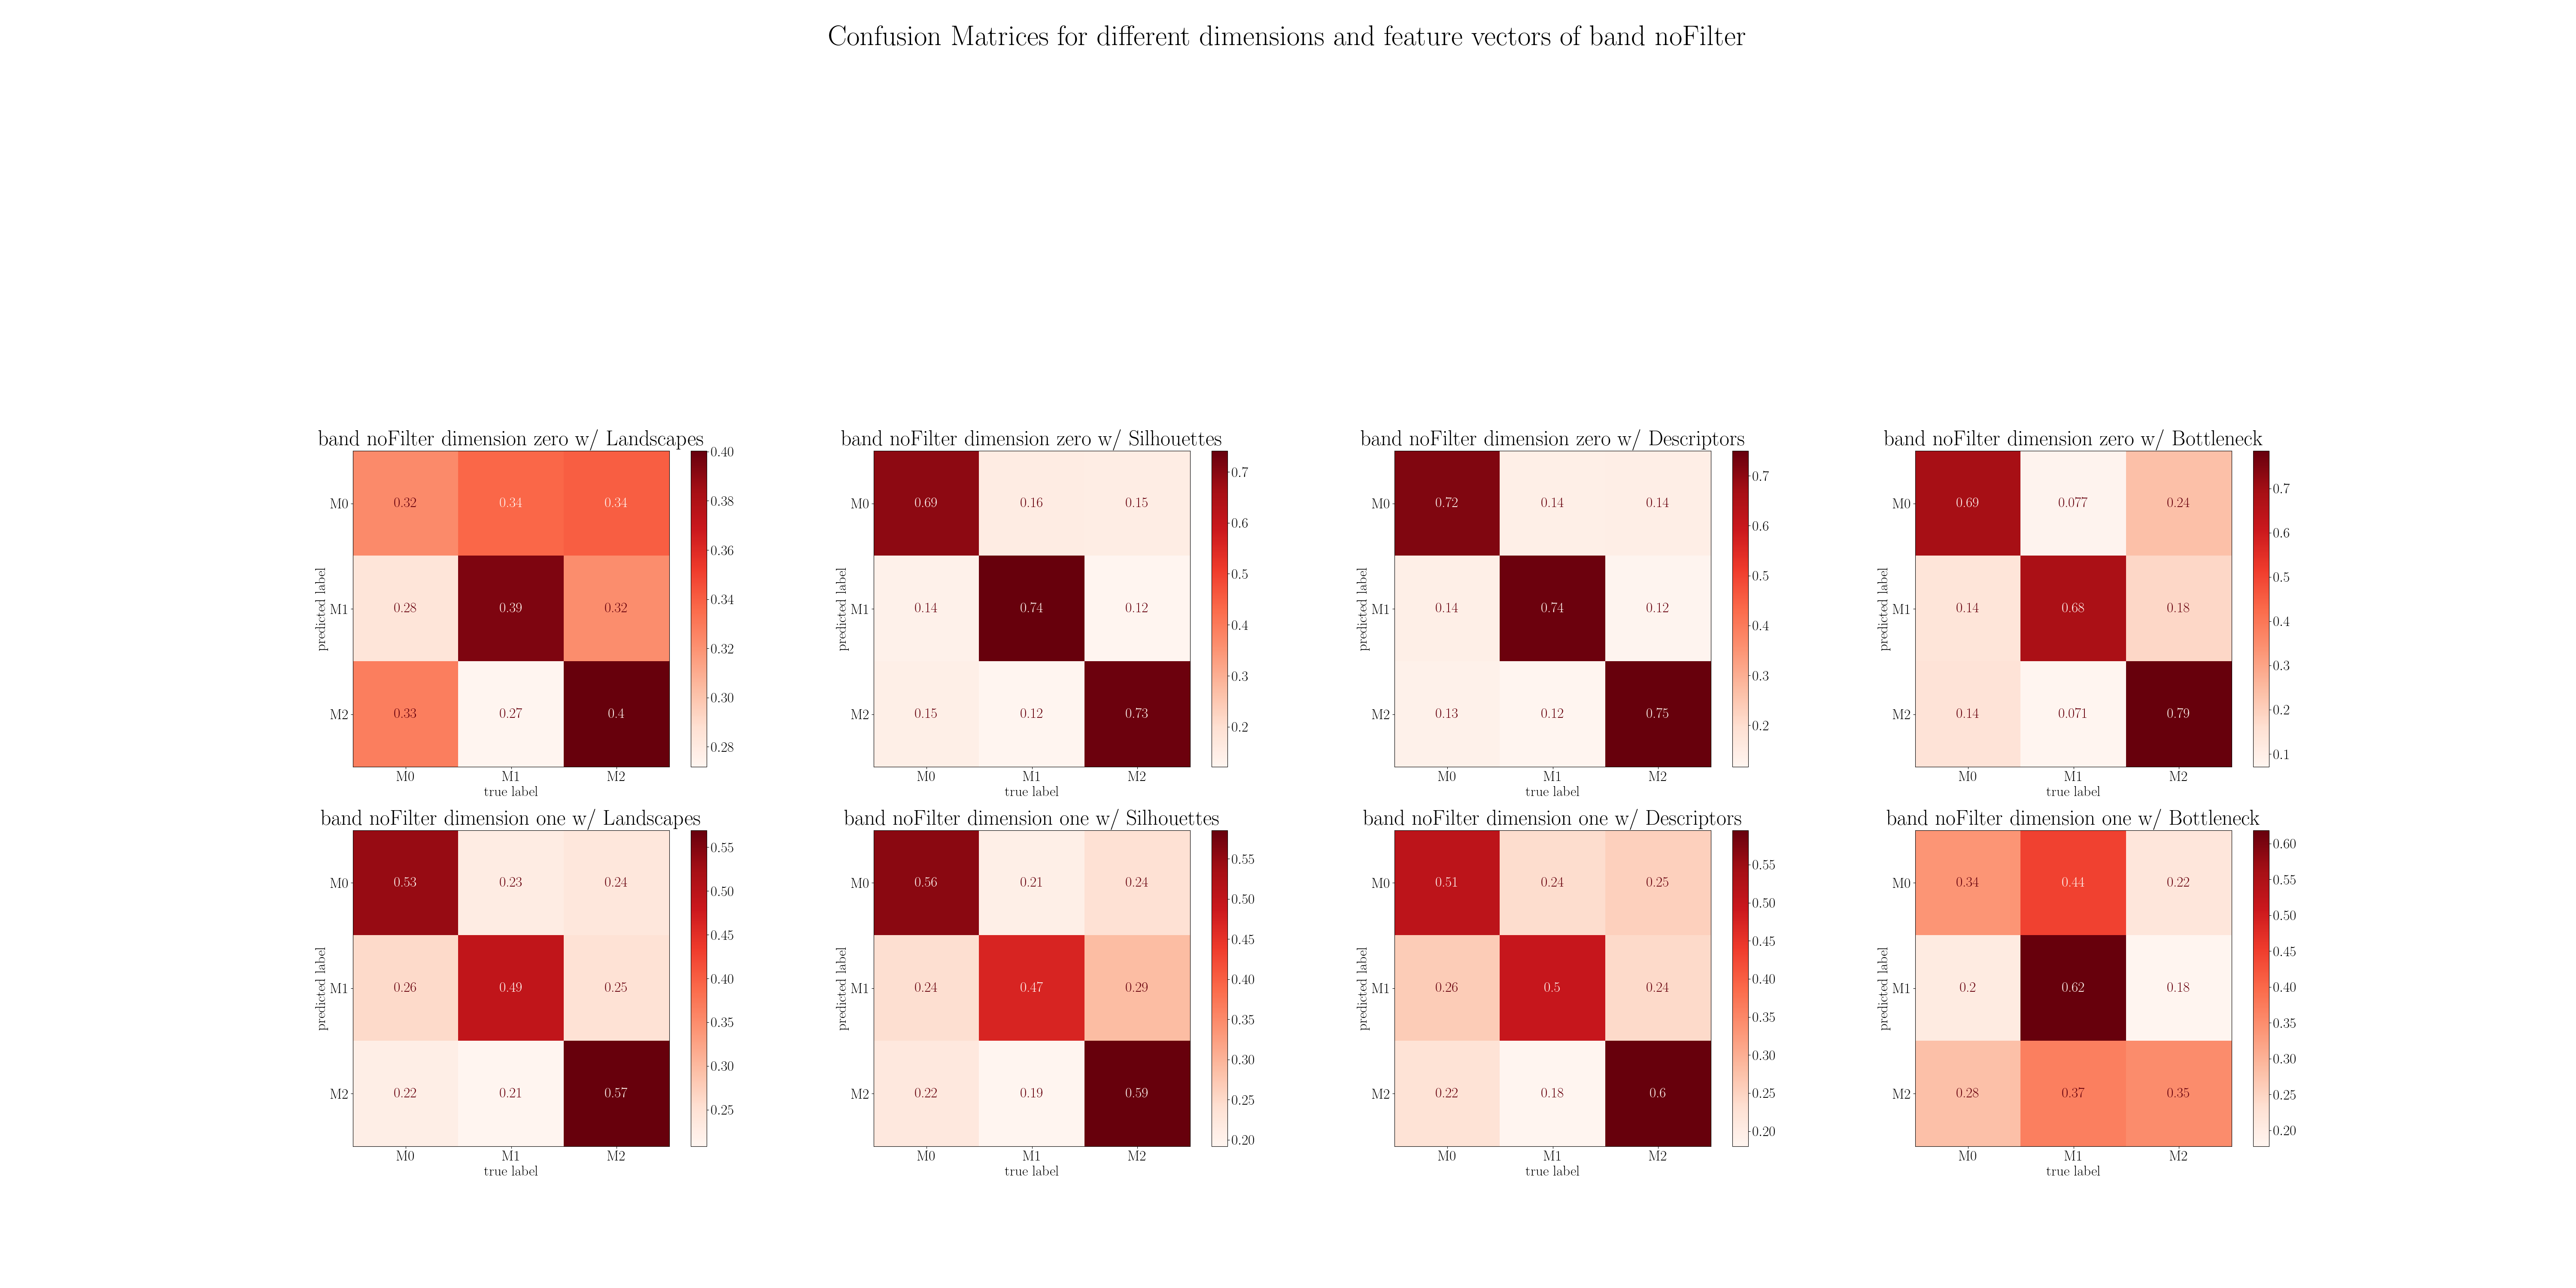 Confusion Matrices for different dimensions and feature vectors of band noFilter
band noFilter dimension zero w/ Landscapes
predicted label
M0
0.32
0.34
0.34
M1
0.28
0.39
0.32
M2
0.33
0.27
0.4
M0
M1
M2
true label
0.40
0.38
0.36
0.34
0.32
0.30
0.28
band noFilter dimension zero w/ Silhouettes
predicted label
M0
0.69
0.16
0.15
M1
0.14
0.74
0.12
M2
0.15
0.12
0.73
M0
M1
M2
true label
0.7
0.6
0.5
0.4
0.3
0.2
band noFilter dimension zero w/ Descriptors
predicted label
M0
0.72
0.14
0.14
M1
0.14
0.74
0.12
M2
0.13
0.12
0.75
M0
M1
M2
true label
0.7
0.6
0.5
0.4
0.3
0.2
band noFilter dimension zero w/ Bottleneck
predicted label
M0
0.69
0.077
0.24
M1
0.14
0.68
0.18
M2
0.14
0.071
0.79
M0
M1
M2
true label
0.7
0.6
0.5
0.4
0.3
0.2
0.1
band noFilter dimension one w/ Landscapes
predicted label
M0
0.53
0.23
0.24
M1
0.26
0.49
0.25
M2
0.22
0.21
0.57
M0
M1
M2
true label
0.55
0.50
0.45
0.40
0.35
0.30
0.25
band noFilter dimension one w/ Silhouettes
predicted label
M0
0.56
0.21
0.24
M1
0.24
0.47
0.29
M2
0.22
0.19
0.59
M0
M1
M2
true label
0.55
0.50
0.45
0.40
0.35
0.30
0.25
0.20
band noFilter dimension one w/ Descriptors
predicted label
M0
0.51
0.24
0.25
M1
0.26
0.5
0.24
M2
0.22
0.18
0.6
M0
M1
M2
true label
0.55
0.50
0.45
0.40
0.35
0.30
0.25
0.20
band noFilter dimension one w/ Bottleneck
predicted label
M0
0.34
0.44
0.22
M1
0.2
0.62
0.18
M2
0.28
0.37
0.35
M0
M1
M2
true label
0.60
0.55
0.50
0.45
0.40
0.35
0.30
0.25
0.20